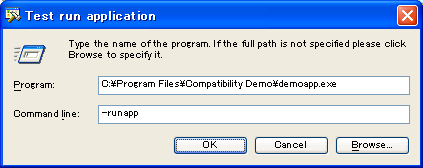 Test run application
Type the name of the program. If the full path is not specified please click
Browse to specify it.
Program:
C:¥Program Files¥Compatibility Demo¥demoapp.exe
Command line:
-runapp
OK
Cancel
Browse...